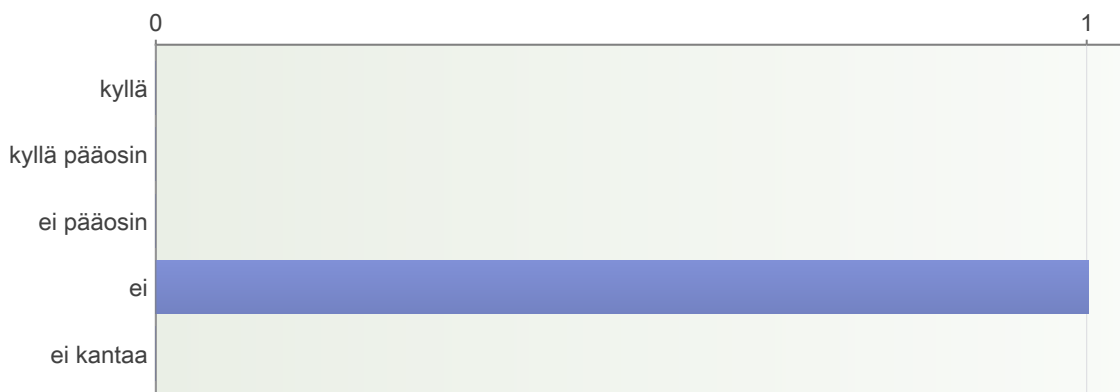 0 1
kyllä
kyllä pääosin
ei pääosin
ei
ei kantaa